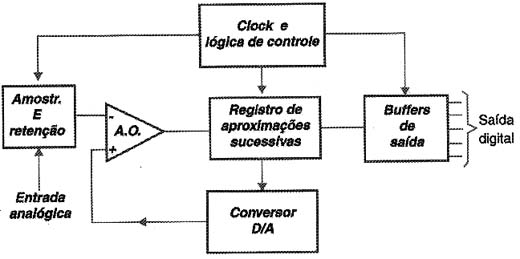 Clock e
lógica de controle
Amostr.
E
retenção
-
A.O.
+
Registro de
aproximações
sucessivas
Buffers
de
saída
Saída
digital
Entrada
analógica
Conversor
D/A